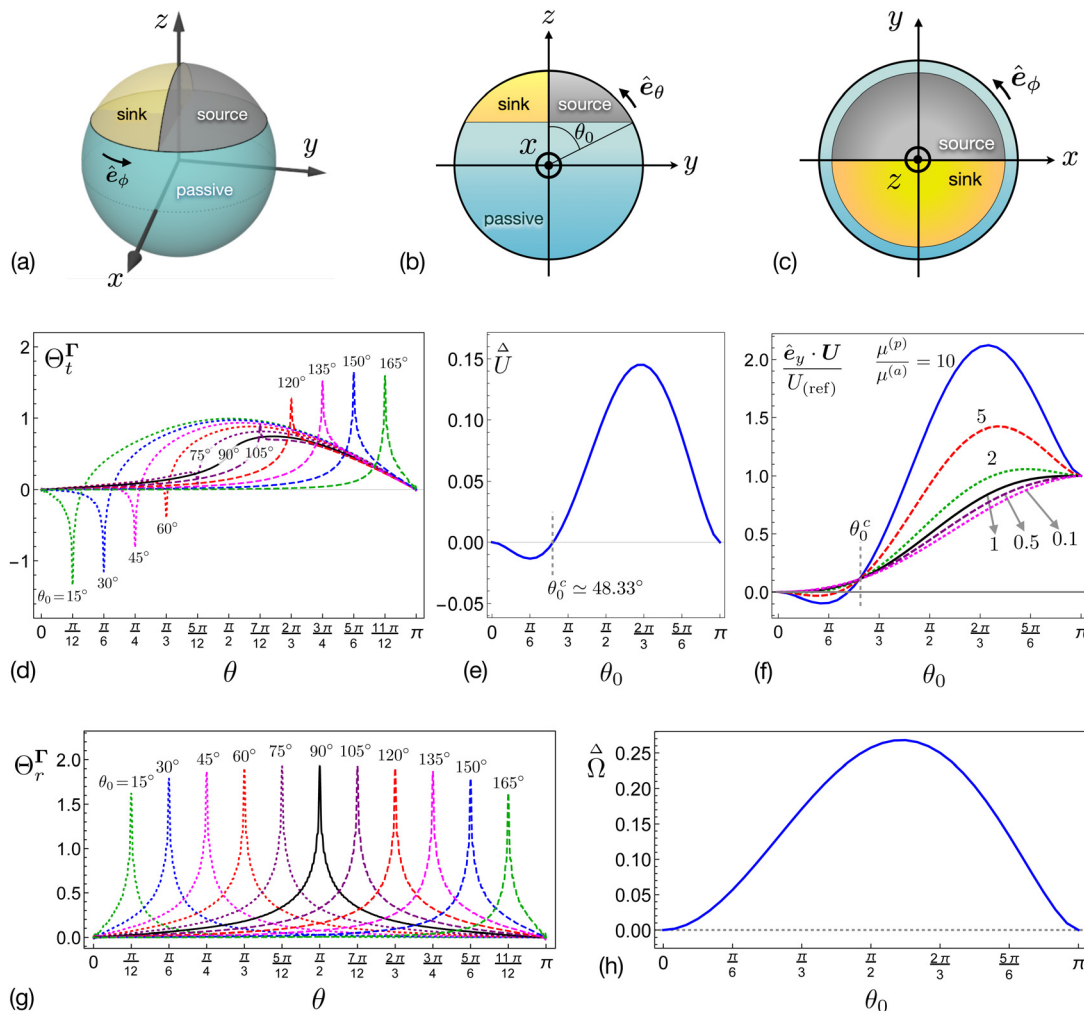 z
sink
source
y
ê_ϕ
passive
x
(a)
z
sink
source
ê_θ
θ_0
x
y
passive
(b)
y
ê_ϕ
source
x
z
sink
(c)
Θ_t^Γ
2
1
0
−1
150°
165°
135°
120°
75°
90°
105°
60°
45°
30°
θ_0=15°
0 π/12 π/6 π/4 π/3 5π/12 π/2 7π/12 2π/3 3π/4 5π/6 11π/12 π
(d)
θ
U^Δ
0.15
0.10
0.05
0.00
−0.05
θ_0^c ≃ 48.33°
0 π/6 π/3 π/2 2π/3 5π/6 π
(e)
θ_0
ê_y · U / U_(ref)
μ^(p)/μ^(a) = 10
2.0
1.5
1.0
0.5
0.0
5
2
θ_0^c
1 0.5 0.1
0 π/6 π/3 π/2 2π/3 5π/6 π
(f)
θ_0
Θ_r^Γ
2.0
1.5
1.0
0.5
0.0
θ_0=15° 30° 45° 60° 75° 90° 105° 120° 135° 150° 165°
0 π/12 π/6 π/4 π/3 5π/12 π/2 7π/12 2π/3 3π/4 5π/6 11π/12 π
(g)
θ
Ω^Δ
0.25
0.20
0.15
0.10
0.05
0.00
0 π/6 π/3 π/2 2π/3 5π/6 π
(h)
θ_0